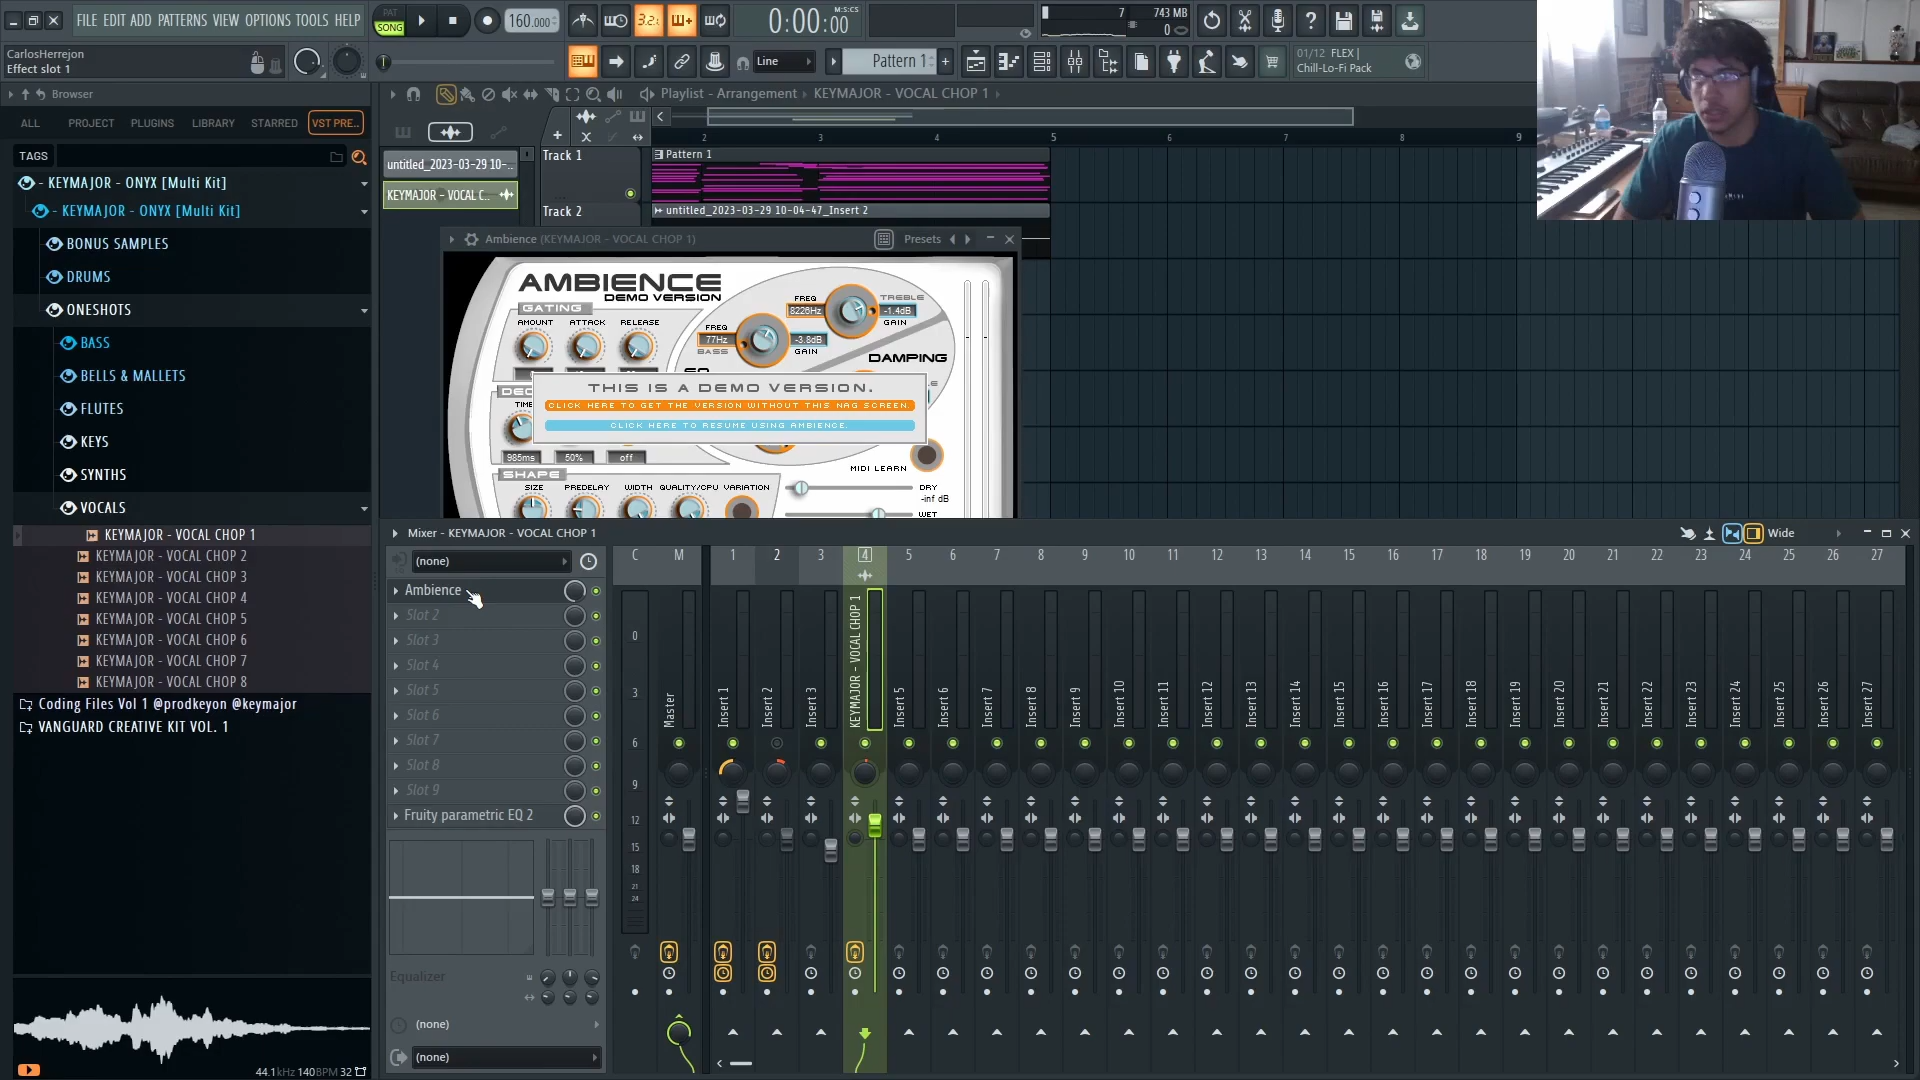 FILE EDIT ADD PATTERNS VIEW OPTIONS TOOLS HELP
PAT
SONG
160.000
3.2
0:00:00
M:S:CS
7
743 MB
0
CarlosHerrejon
Effect slot 1
Line
Pattern 1
+
01/12 FLEX |
Chill-Lo-Fi Pack
Browser
ALL PROJECT PLUGINS LIBRARY STARRED VST PRE..
TAGS
- KEYMAJOR - ONYX [Multi Kit]
- KEYMAJOR - ONYX [Multi Kit]
BONUS SAMPLES
DRUMS
ONESHOTS
BASS
BELLS & MALLETS
FLUTES
KEYS
SYNTHS
VOCALS
KEYMAJOR - VOCAL CHOP 1
KEYMAJOR - VOCAL CHOP 2
KEYMAJOR - VOCAL CHOP 3
KEYMAJOR - VOCAL CHOP 4
KEYMAJOR - VOCAL CHOP 5
KEYMAJOR - VOCAL CHOP 6
KEYMAJOR - VOCAL CHOP 7
KEYMAJOR - VOCAL CHOP 8
Coding Files Vol 1 @prodkeyon @keymajor
VANGUARD CREATIVE KIT VOL. 1
44.1kHz 140BPM 32
Playlist - Arrangement › KEYMAJOR - VOCAL CHOP 1 ›
2 3 4 5 6 7 8 9
untitled_2023-03-29 10-..
KEYMAJOR - VOCAL C..
Track 1
Track 2
Pattern 1
untitled_2023-03-29 10-04-47_Insert 2
Ambience (KEYMAJOR - VOCAL CHOP 1)
Presets
AMBIENCE
DEMO VERSION
GATING
AMOUNT ATTACK RELEASE
FREQ
77Hz
BASS
-3.8dB
GAIN
FREQ
8226Hz
TREBLE
-1.4dB
GAIN
DAMPING
THIS IS A DEMO VERSION.
CLICK HERE TO GET THE VERSION WITHOUT THIS NAG SCREEN.
CLICK HERE TO RESUME USING AMBIENCE.
985ms 50% off
MIDI LEARN
SHAPE
SIZE PREDELAY WIDTH QUALITY/CPU VARIATION
DRY
-inf dB
WET
Mixer - KEYMAJOR - VOCAL CHOP 1
Wide
(none)
Ambience
Slot 2
Slot 3
Slot 4
Slot 5
Slot 6
Slot 7
Slot 8
Slot 9
Fruity parametric EQ 2
Equalizer
(none)
(none)
C M 1 2 3 4 5 6 7 8 9 10 11 12 13 14 15 16 17 18 19 20 21 22 23 24 25 26 27
0
3
6
9
12
15
18
21
24
Master
Insert 1
Insert 2
Insert 3
KEYMAJOR - VOCAL CHOP 1
Insert 5
Insert 6
Insert 7
Insert 8
Insert 9
Insert 10
Insert 11
Insert 12
Insert 13
Insert 14
Insert 15
Insert 16
Insert 17
Insert 18
Insert 19
Insert 20
Insert 21
Insert 22
Insert 23
Insert 24
Insert 25
Insert 26
Insert 27